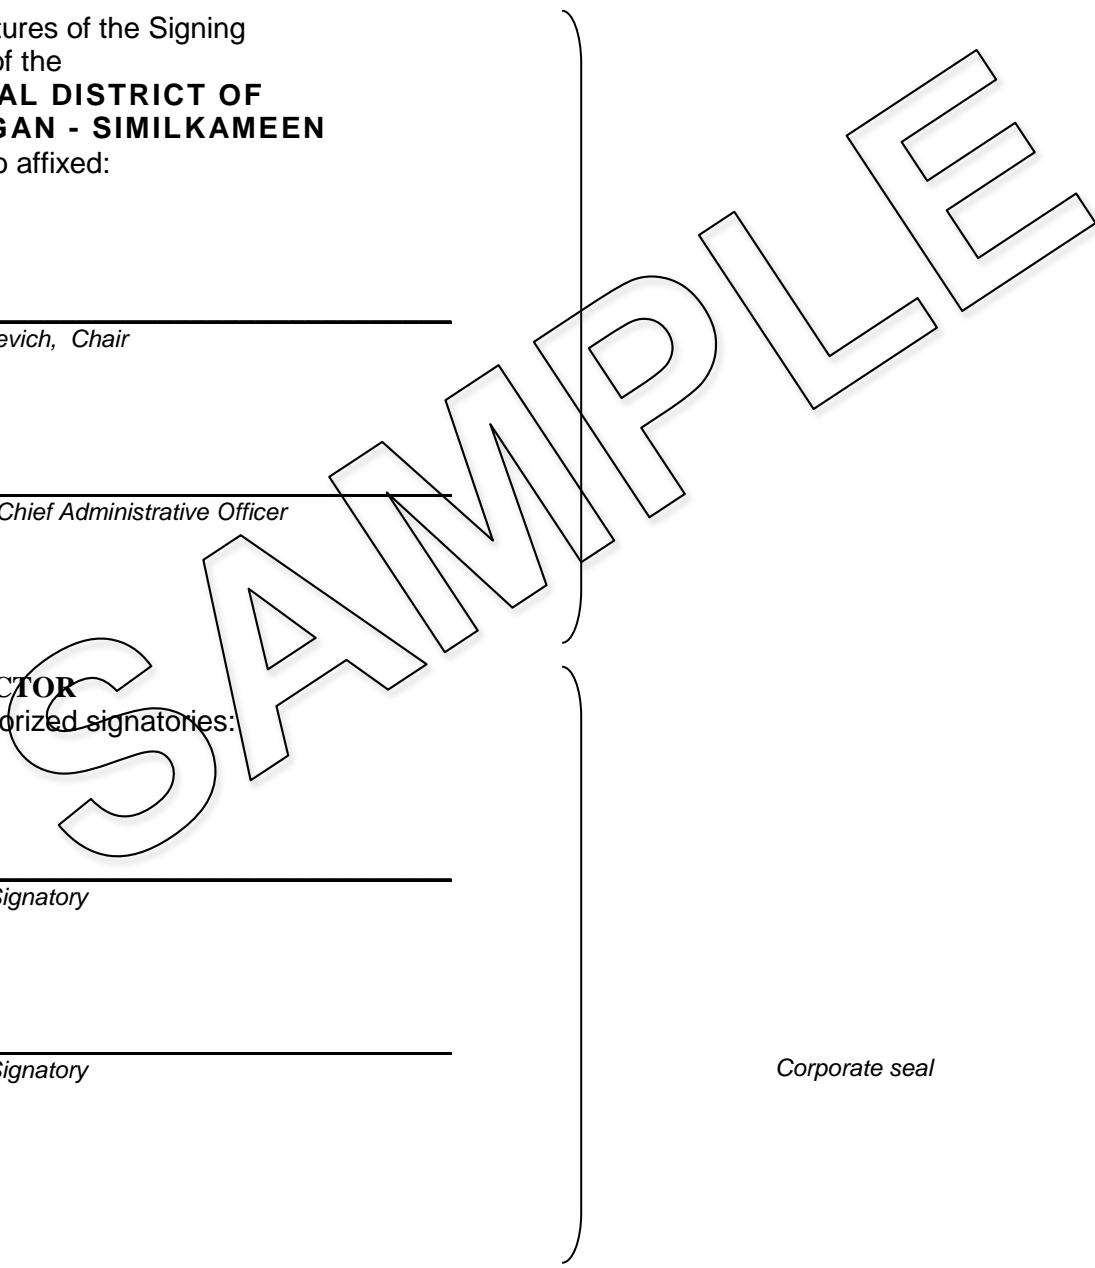 tures of the Signing
of the
AL DISTRICT OF
GAN - SIMILKAMEEN
o affixed:
evich, Chair
Chief Administrative Officer
CTOR
orized signatories:
Signatory
Signatory
Corporate seal
SAMPLE